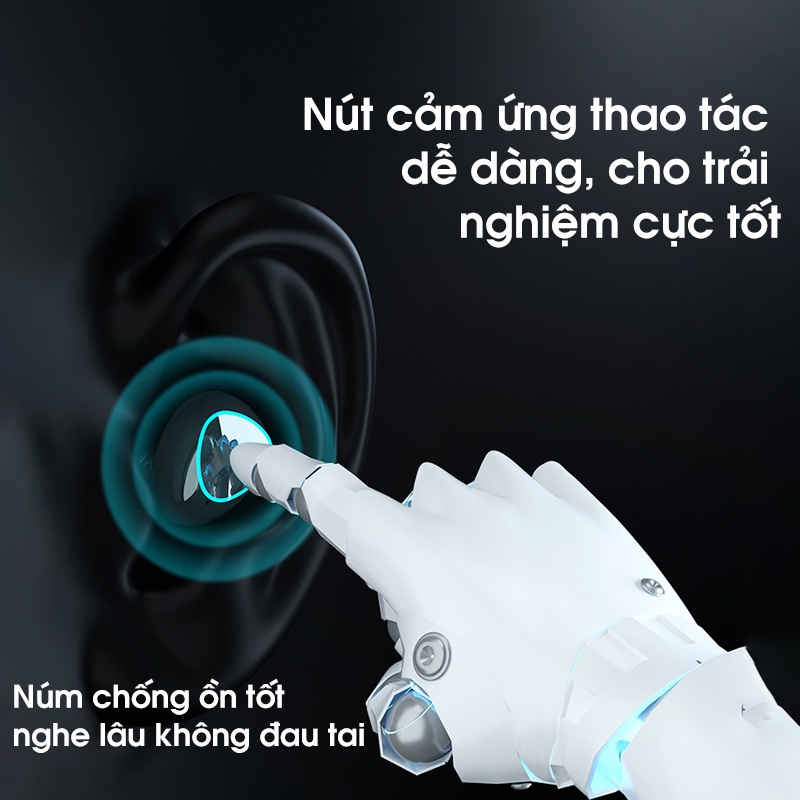 Nút cảm ứng thao tác
dễ dàng, cho trải
nghiệm cực tốt
Núm chống ồn tốt
nghe lâu không đau tai